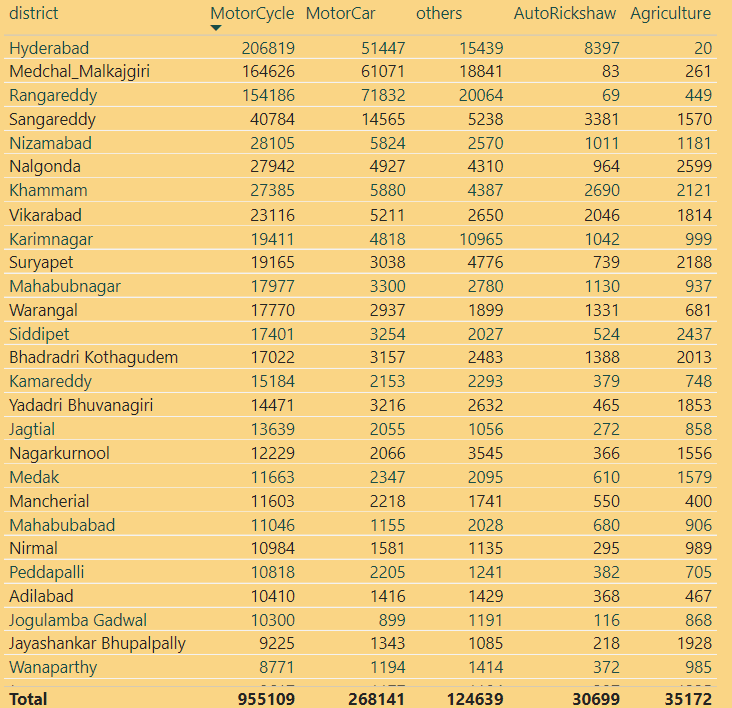 district MotorCycle MotorCar others AutoRickshaw Agriculture
Hyderabad 206819 51447 15439 8397 20
Medchal_Malkajgiri 164626 61071 18841 83 261
Rangareddy 154186 71832 20064 69 449
Sangareddy 40784 14565 5238 3381 1570
Nizamabad 28105 5824 2570 1011 1181
Nalgonda 27942 4927 4310 964 2599
Khammam 27385 5880 4387 2690 2121
Vikarabad 23116 5211 2650 2046 1814
Karimnagar 19411 4818 10965 1042 999
Suryapet 19165 3038 4776 739 2188
Mahabubnagar 17977 3300 2780 1130 937
Warangal 17770 2937 1899 1331 681
Siddipet 17401 3254 2027 524 2437
Bhadradri Kothagudem 17022 3157 2483 1388 2013
Kamareddy 15184 2153 2293 379 748
Yadadri Bhuvanagiri 14471 3216 2632 465 1853
Jagtial 13639 2055 1056 272 858
Nagarkurnool 12229 2066 3545 366 1556
Medak 11663 2347 2095 610 1579
Mancherial 11603 2218 1741 550 400
Mahabubabad 11046 1155 2028 680 906
Nirmal 10984 1581 1135 295 989
Peddapalli 10818 2205 1241 382 705
Adilabad 10410 1416 1429 368 467
Jogulamba Gadwal 10300 899 1191 116 868
Jayashankar Bhupalpally 9225 1343 1085 218 1928
Wanaparthy 8771 1194 1414 372 985
Total 955109 268141 124639 30699 35172